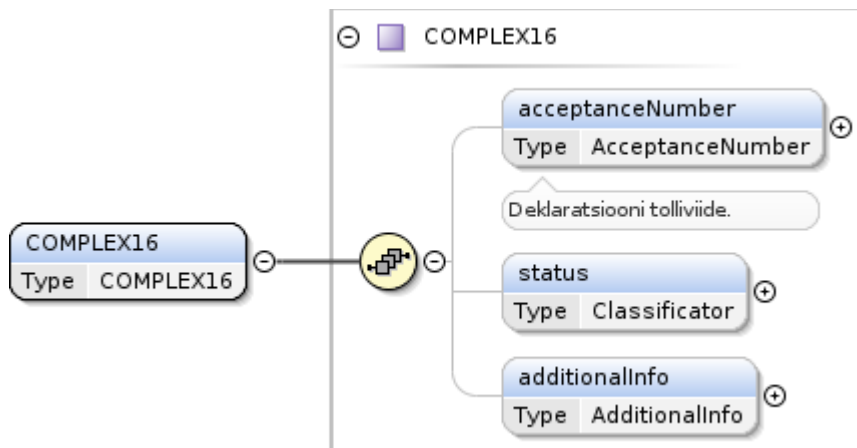 COMPLEX16
acceptanceNumber
Type AcceptanceNumber
Deklaratsiooni tolliviide.
COMPLEX16
Type COMPLEX16
status
Type Classificator
additionalInfo
Type AdditionalInfo